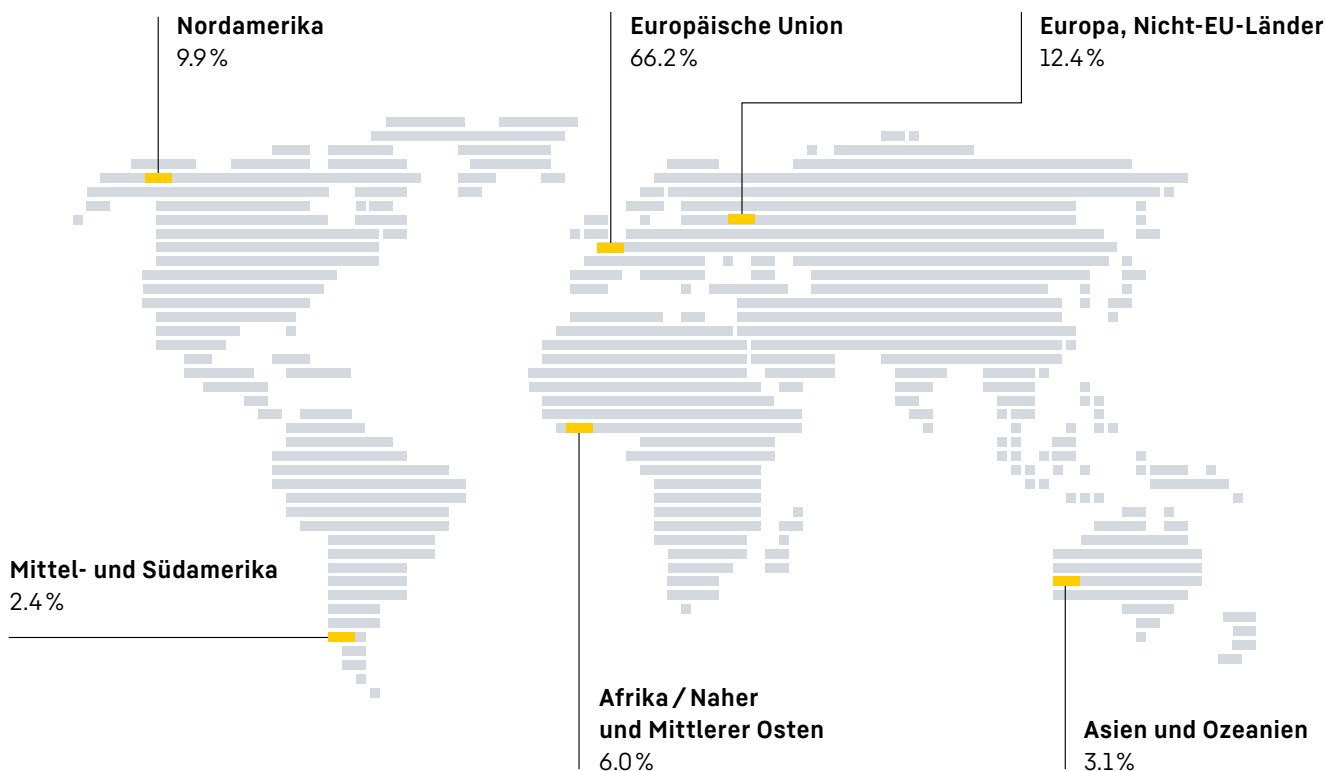 Nordamerika
9.9 %
Europäische Union
66.2 %
Europa, Nicht-EU-Länder
12.4 %
Mittel- und Südamerika
2.4 %
Afrika / Naher
und Mittlerer Osten
6.0 %
Asien und Ozeanien
3.1 %